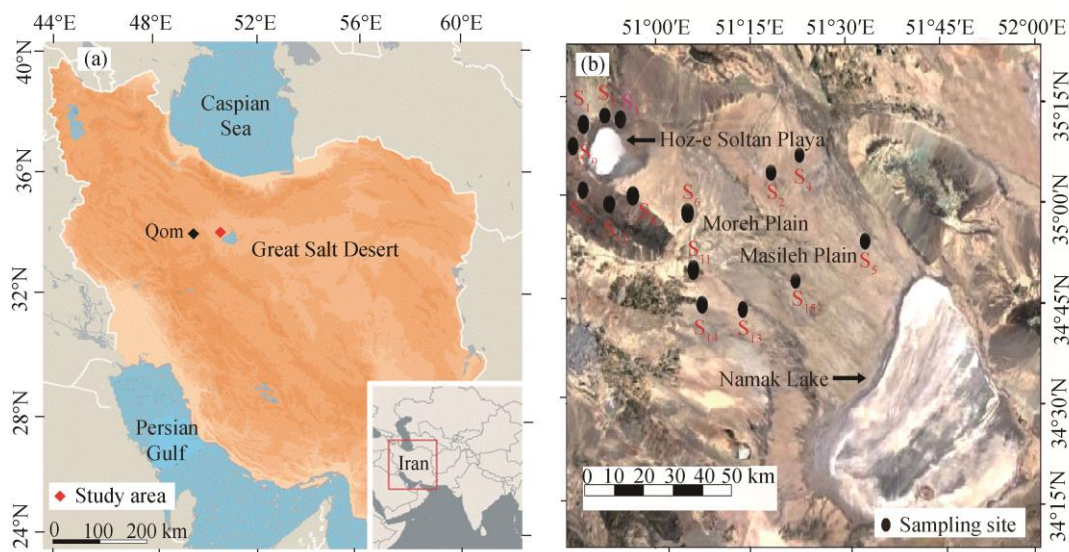 44°E 48°E 52°E 56°E 60°E
(a)
40°N
36°N
32°N
28°N
24°N
Caspian
Sea
Qom
Great Salt Desert
Persian
Gulf
Iran
Study area
0 100 200 km
51°00′E 51°15′E 51°30′E 51°45′E 52°00′E
(b)
35°15′N
35°00′N
34°45′N
34°30′N
34°15′N
Hoz-e Soltan Playa
S4
S2
S6
Moreh Plain
Masileh Plain
S5
S11
S15
S14
S13
Namak Lake
0 10 20 30 40 50 km
Sampling site